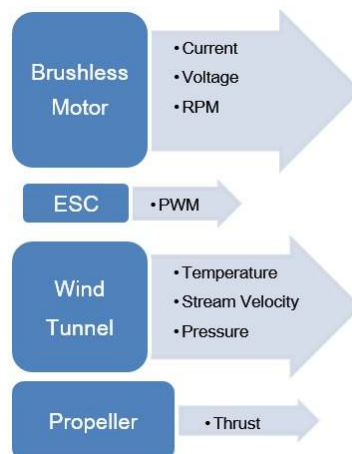 Brushless
Motor
• Current
• Voltage
• RPM
ESC
• PWM
Wind
Tunnel
• Temperature
• Stream Velocity
• Pressure
Propeller
• Thrust